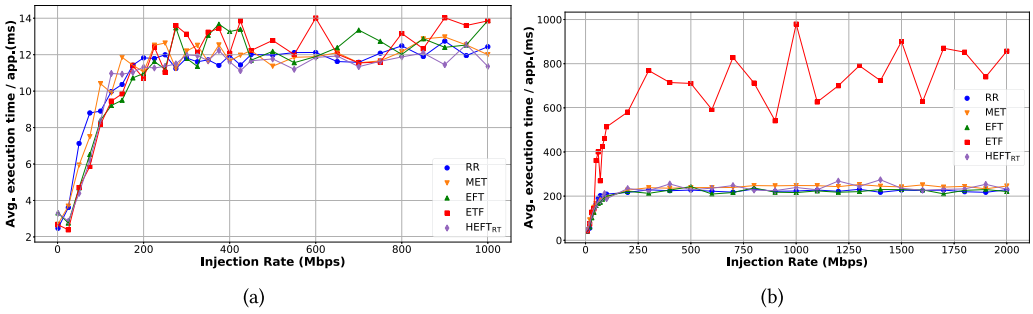 Avg. execution time / app.(ms)
14
12
10
8
6
4
2
RR
MET
EFT
ETF
HEFTRT
0 200 400 600 800 1000
Injection Rate (Mbps)
(a)
Avg. execution time / app.(ms)
1000
800
600
400
200
0
RR
MET
EFT
ETF
HEFTRT
0 250 500 750 1000 1250 1500 1750 2000
Injection Rate (Mbps)
(b)